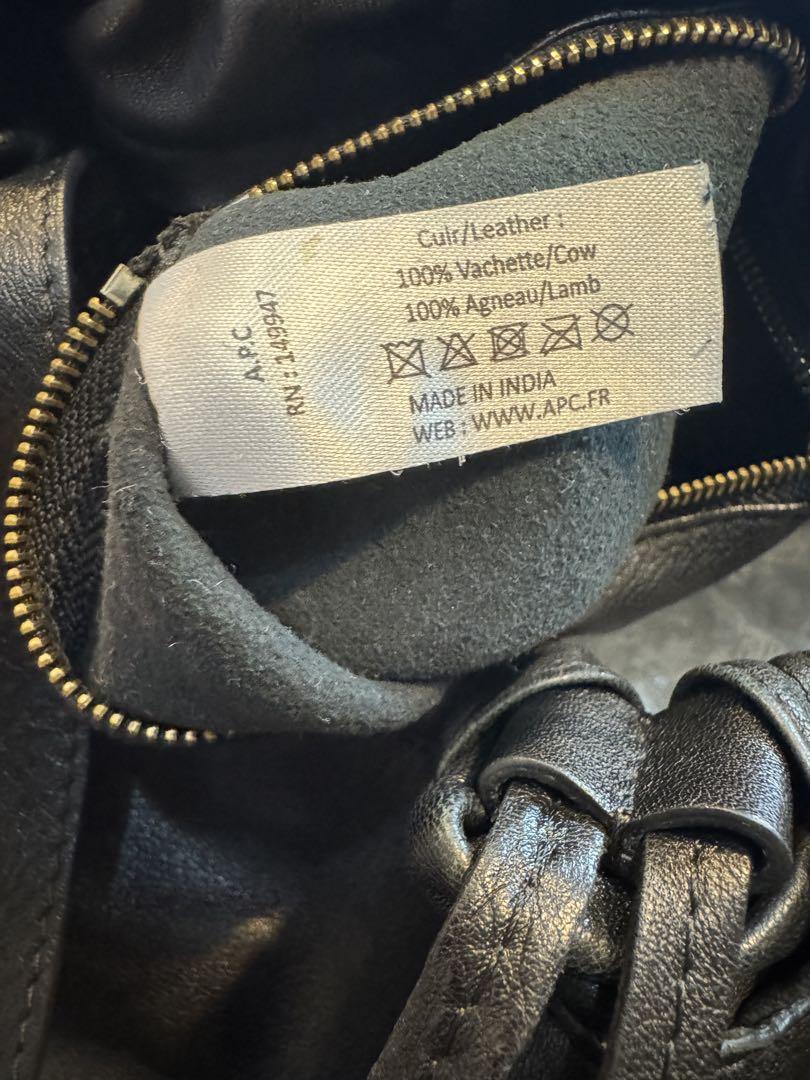 Cuir/Leather :
100% Vachette/Cow
100% Agneau/Lamb
MADE IN INDIA
WEB : WWW.APC.FR
A.P.C
RN : 149947